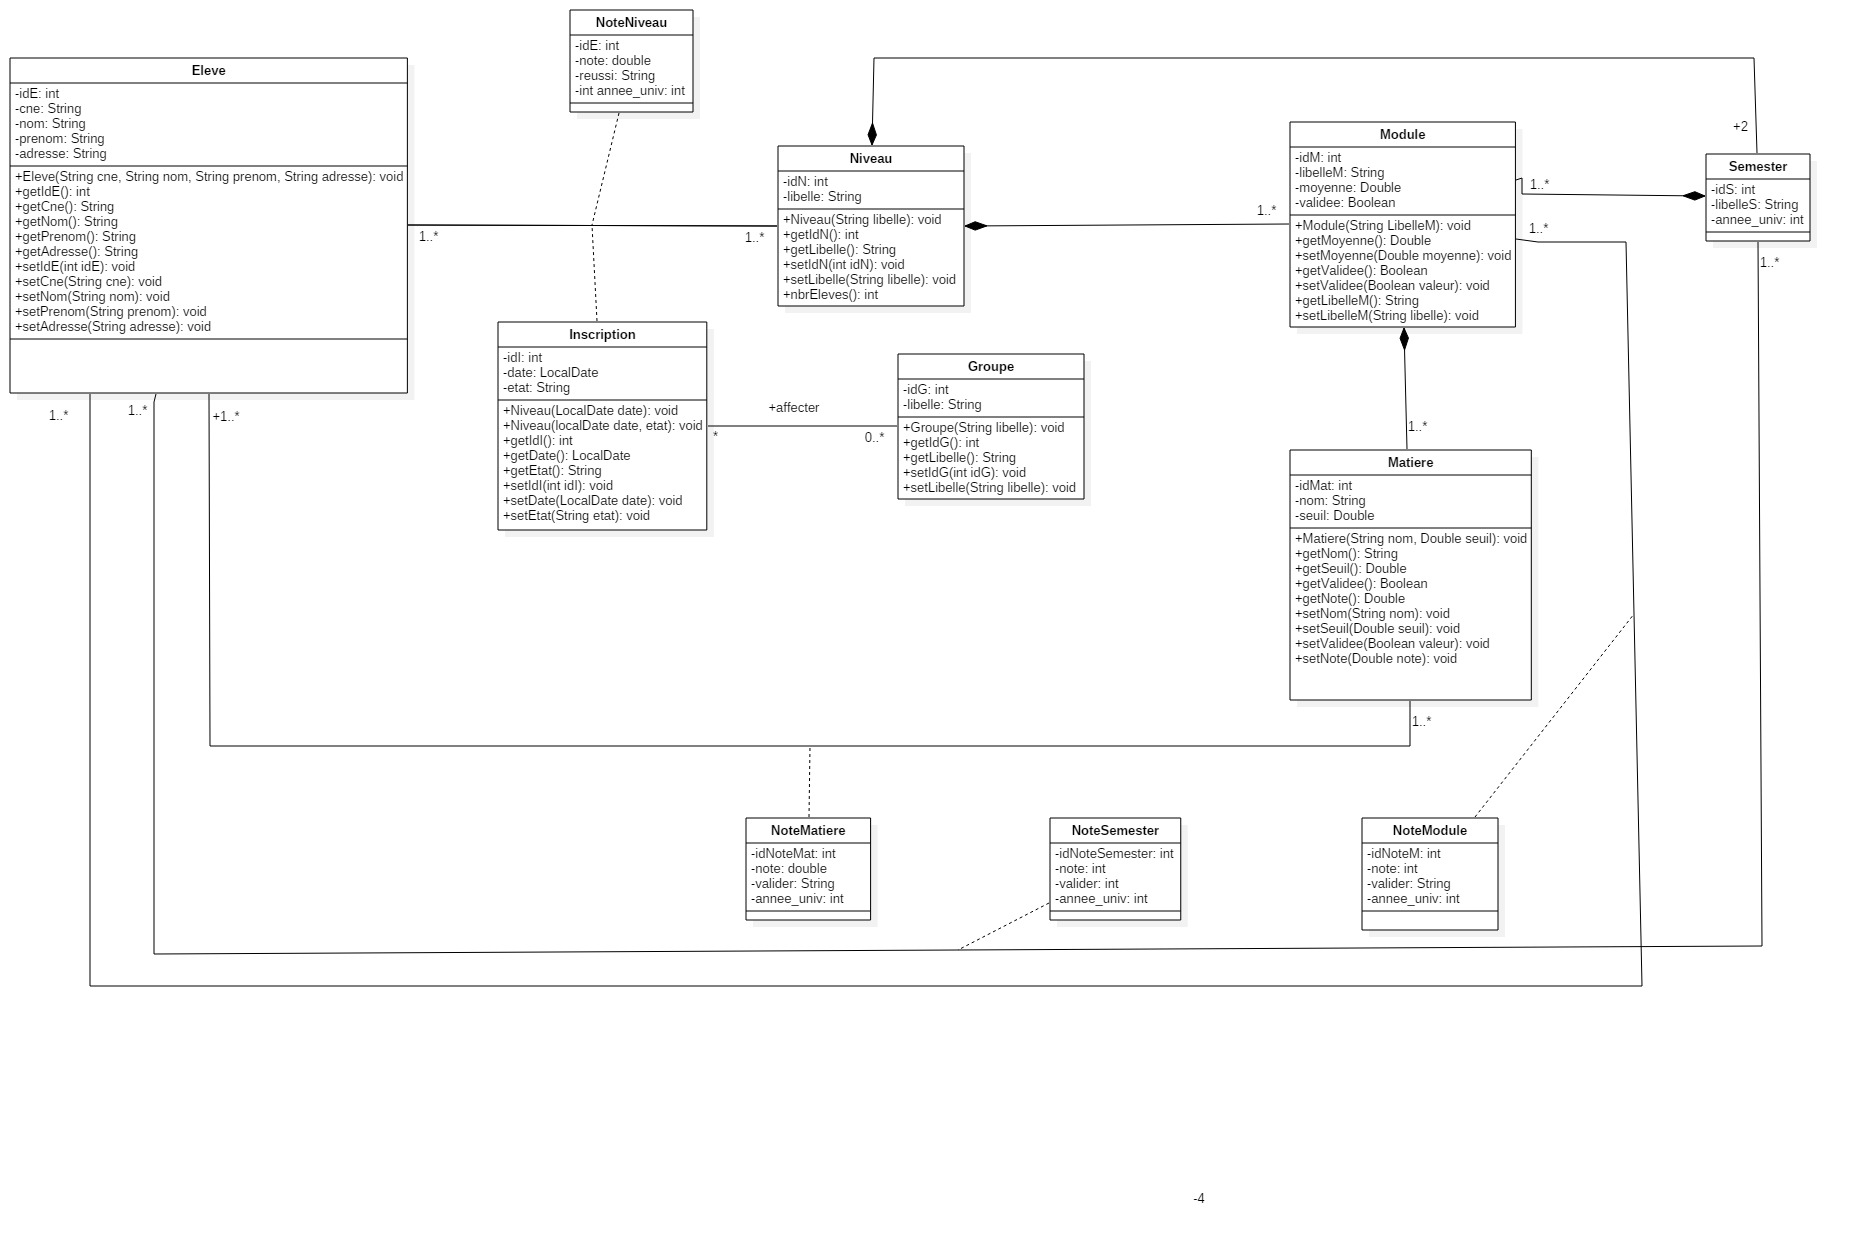 NoteNiveau
-idE: int
-note: double
-reussi: String
-int annee_univ: int
Eleve
-idE: int
-cne: String
-nom: String
-prenom: String
-adresse: String
+Eleve(String cne, String nom, String prenom, String adresse): void
+getIdE(): int
+getCne(): String
+getNom(): String
+getPrenom(): String
+getAdresse(): String
+setIdE(int idE): void
+setCne(String cne): void
+setNom(String nom): void
+setPrenom(String prenom): void
+setAdresse(String adresse): void
1..*
1..*
Niveau
-idN: int
-libelle: String
+Niveau(String libelle): void
+getIdN(): int
+getLibelle(): String
+setIdN(int idN): void
+setLibelle(String libelle): void
+nbrEleves(): int
1..*
Module
-idM: int
-libelleM: String
-moyenne: Double
-validee: Boolean
+Module(String LibelleM): void
+getMoyenne(): Double
+setMoyenne(Double moyenne): void
+getValidee(): Boolean
+setValidee(Boolean valeur): void
+getLibelleM(): String
+setLibelleM(String libelle): void
+2
1..*
1..*
Semester
-idS: int
-libelleS: String
-annee_univ: int
1..*
Inscription
-idI: int
-date: LocalDate
-etat: String
+Niveau(LocalDate date): void
+Niveau(localDate date, etat): void
+getIdI(): int
+getDate(): LocalDate
+getEtat(): String
+setIdI(int idI): void
+setDate(LocalDate date): void
+setEtat(String etat): void
+affecter
*
0..*
Groupe
-idG: int
-libelle: String
+Groupe(String libelle): void
+getIdG(): int
+getLibelle(): String
+setIdG(int idG): void
+setLibelle(String libelle): void
1..*
1..*
+1..*
1..*
Matiere
-idMat: int
-nom: String
-seuil: Double
+Matiere(String nom, Double seuil): void
+getNom(): String
+getSeuil(): Double
+getValidee(): Boolean
+getNote(): Double
+setNom(String nom): void
+setSeuil(Double seuil): void
+setValidee(Boolean valeur): void
+setNote(Double note): void
1..*
NoteMatiere
-idNoteMat: int
-note: double
-valider: String
-annee_univ: int
NoteSemester
-idNoteSemester: int
-note: int
-valider: int
-annee_univ: int
NoteModule
-idNoteM: int
-note: int
-valider: String
-annee_univ: int
-4